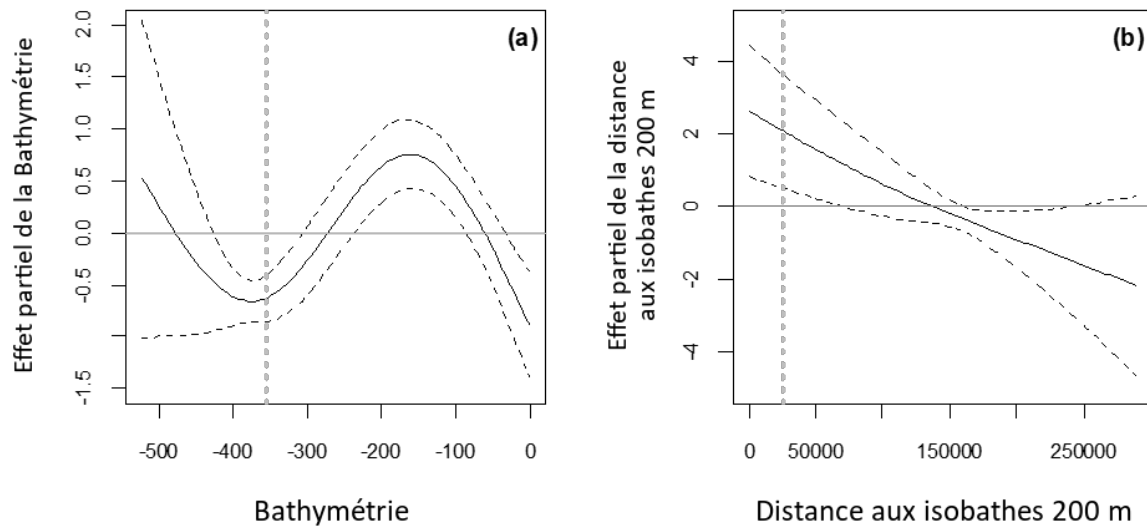 (a)
Effet partiel de la Bathymétrie
2.0
1.5
1.0
0.5
0.0
-0.5
-1.5
-500 -400 -300 -200 -100 0
Bathymétrie
(b)
Effet partiel de la distance
aux isobathes 200 m
4
2
0
-2
-4
0 50000 150000 250000
Distance aux isobathes 200 m